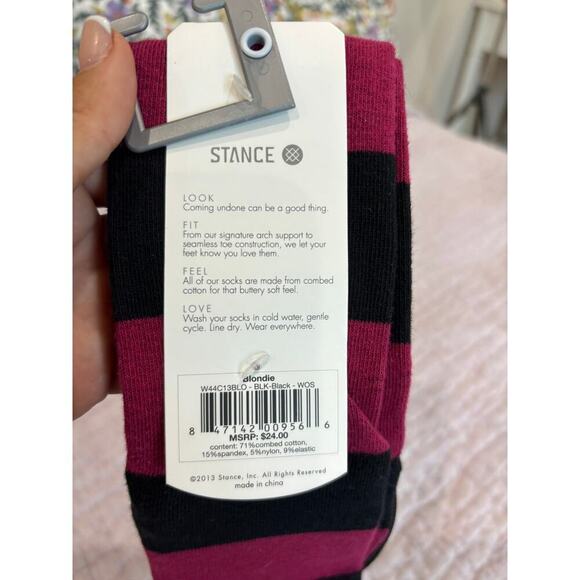 STANCE
LOOK
Coming undone can be a good thing.
FIT
From our signature arch support to
seamless toe construction, we let your
feet know you love them.
FEEL
All of our socks are made from combed
cotton for that buttery soft feel.
LOVE
Wash your socks in cold water, gentle
cycle. Line dry. Wear everywhere.
Blondie
W44C13BLO - BLK-Black - WOS
8 47142 00956 6
MSRP: $24.00
content: 71%combed cotton,
15%spandex, 5%nylon, 9%elastic
©2013 Stance, Inc. All Rights Reserved
made in china